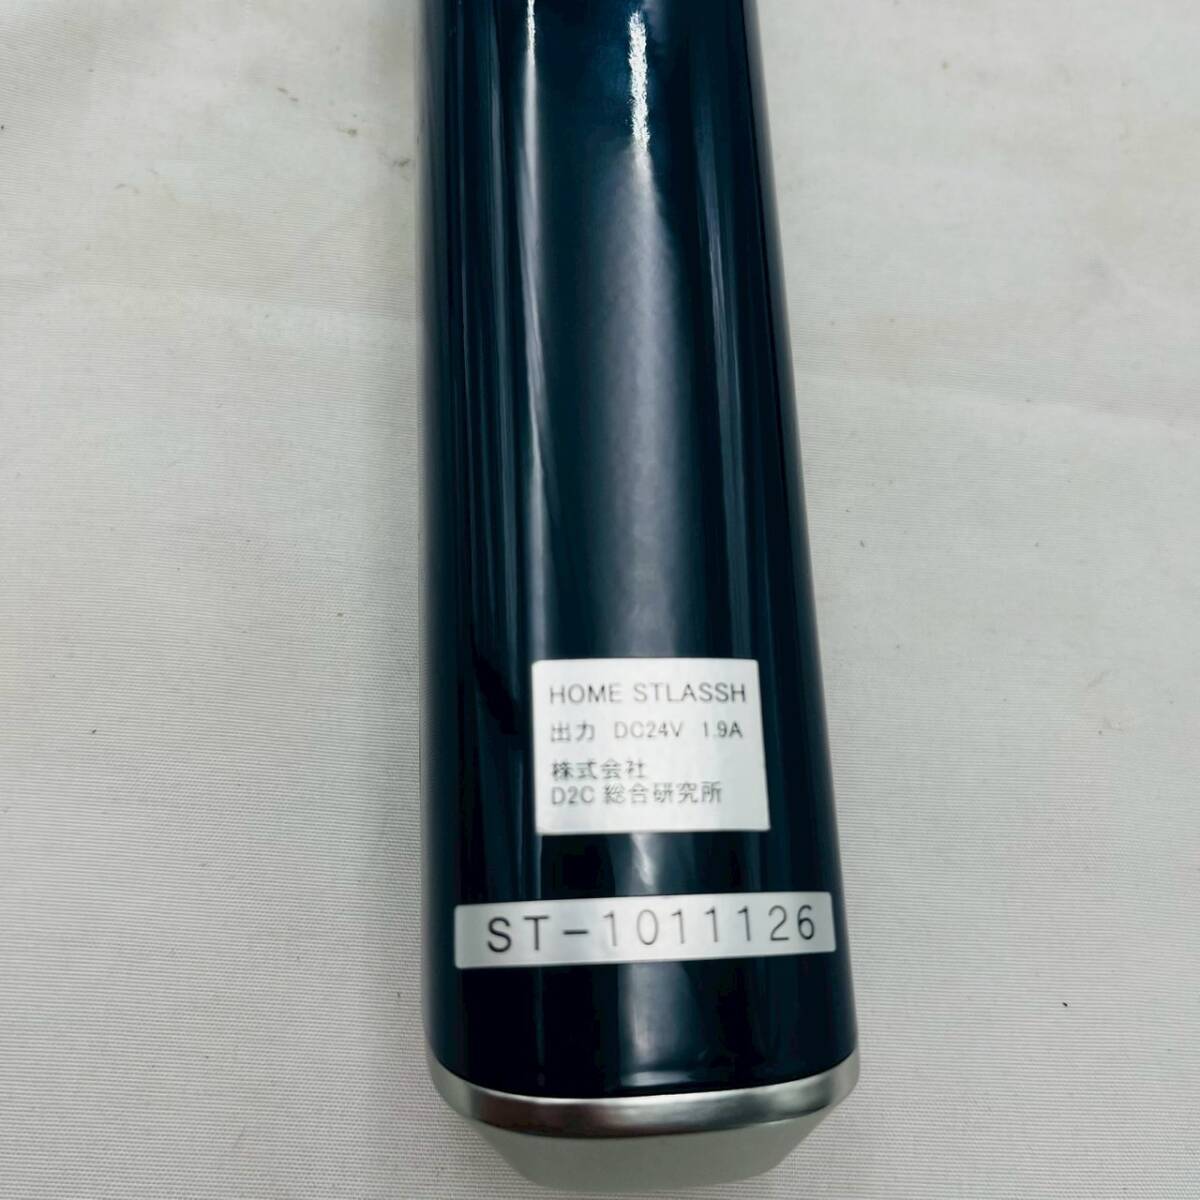 HOME STLASSH
出力 DC24V 1.9A
株式会社
D2C 総合研究所
ST-1011126